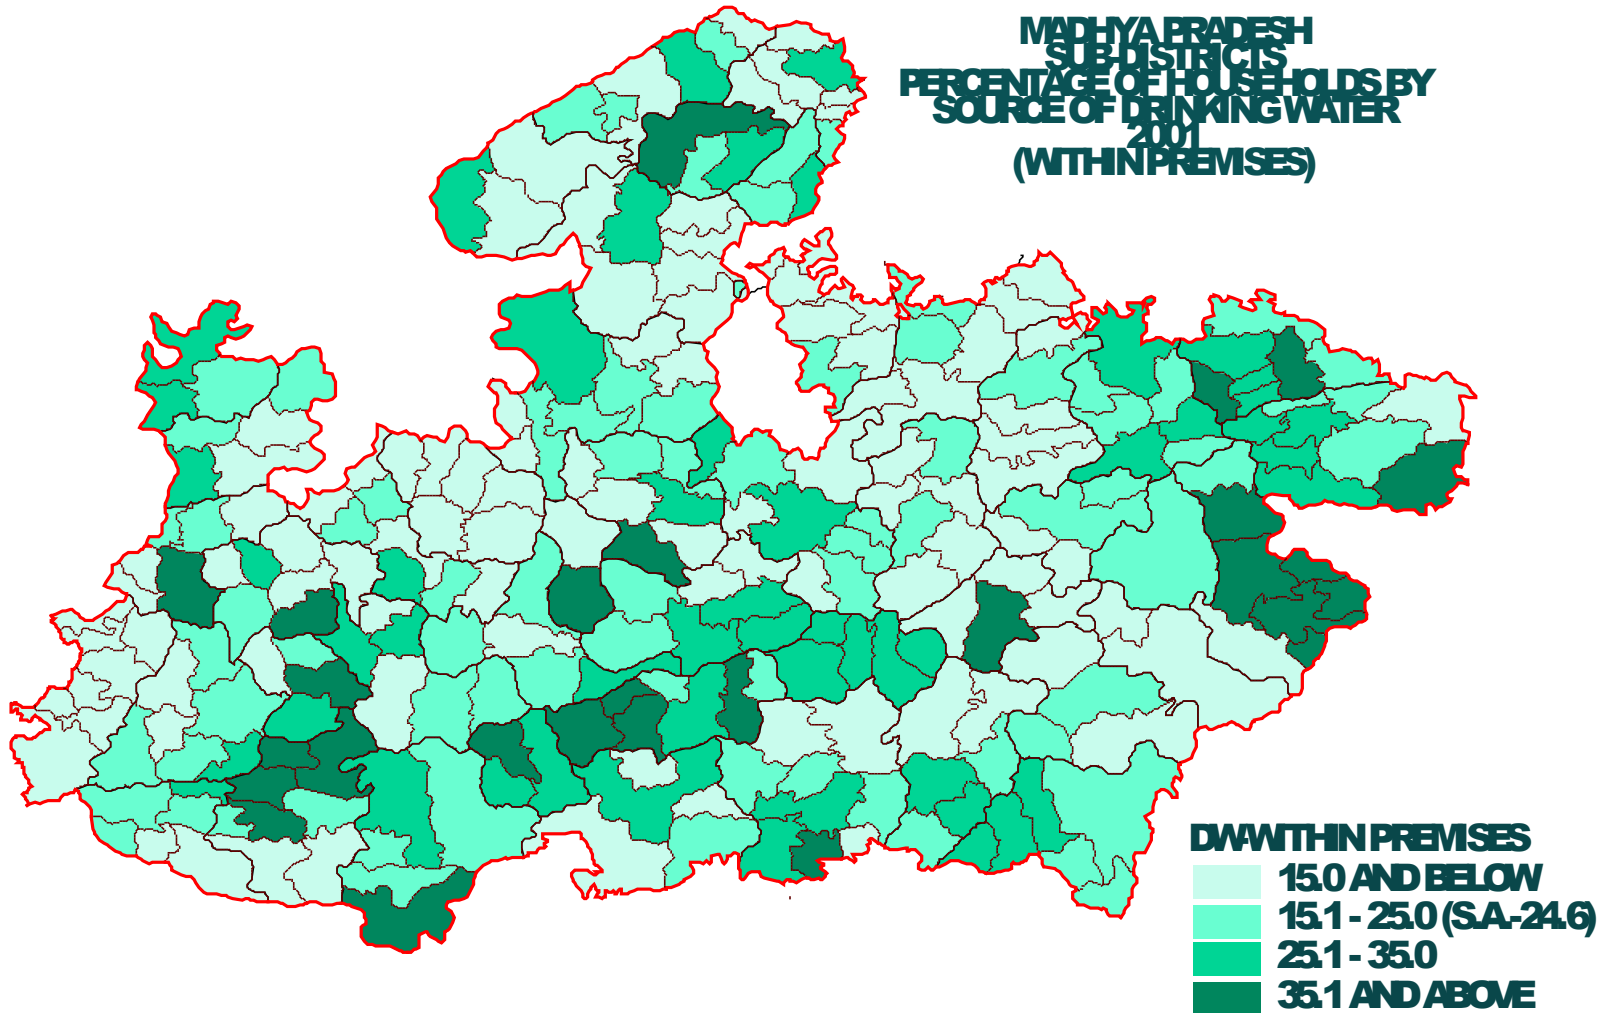 MADHYA PRADESH
SUB-DISTRICTS
PERCENTAGE OF HOUSEHOLDS BY
SOURCE OF DRINKING WATER
2001
(WITHIN PREMISES)
DW-WITHIN PREMISES
15.0 AND BELOW
15.1 - 25.0 (S.A.-24.6)
25.1 - 35.0
35.1 AND ABOVE